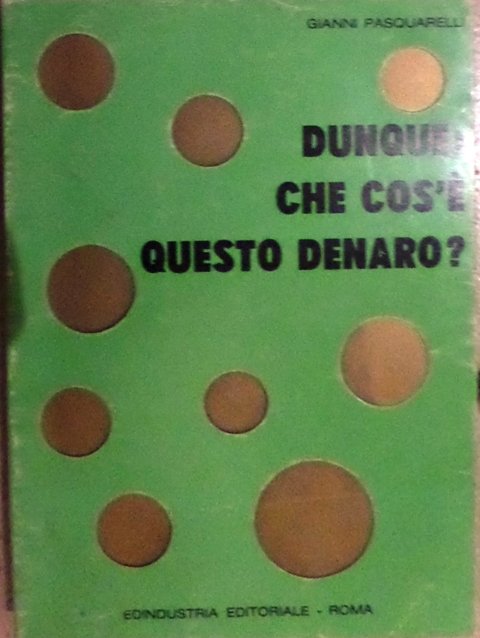 GIANNI PASQUARELLI
DUNQUE:
CHE COS'È
QUESTO DENARO?
EDINDUSTRIA EDITORIALE - ROMA